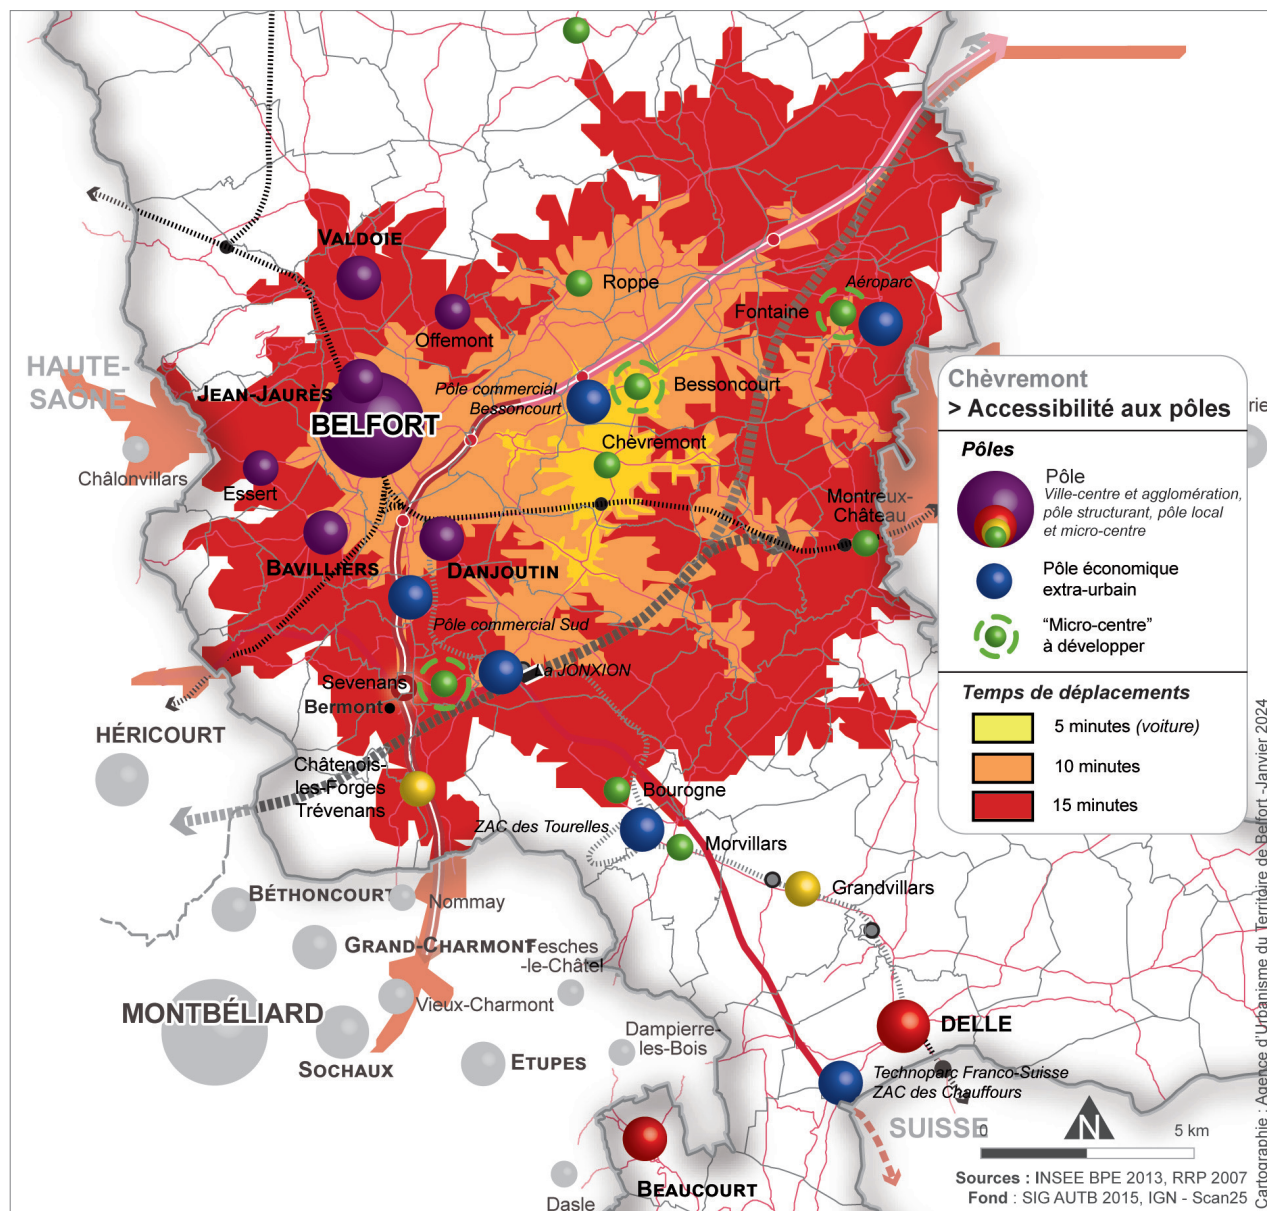 VALDOIE
Roppe
Aéroparc
Fontaine
Offemont
HAUTE-
SAÔNE
JEAN-JAURÈS
Pôle commercial
Bessoncourt
Bessoncourt
BELFORT
Chèvremont
Châlonvillars
Essert
Montreux-
Château
BAVILLIERS
DANJOUTIN
Pôle commercial Sud
La JONXION
Sevenans
Bermont
HÉRICOURT
Châtenois-
les-Forges
Trévenans
Bourogne
ZAC des Tourelles
Morvillars
Grandvillars
BÉTHONCOURT
Nommay
GRAND-CHARMONT
Fesches
-le-Châtel
MONTBÉLIARD
Vieux-Charmont
SOCHAUX
ETUPES
Dampierre-
les-Bois
DELLE
Technoparc Franco-Suisse
ZAC des Chauffours
SUISSE
BEAUCOURT
Dasle
Chèvremont
> Accessibilité aux pôles
Pôles
Pôle
Ville-centre et agglomération,
pôle structurant, pôle local
et micro-centre
Pôle économique
extra-urbain
"Micro-centre"
à développer
Temps de déplacements
5 minutes (voiture)
10 minutes
15 minutes
rie
N
0 5 km
Sources : INSEE BPE 2013, RRP 2007
Fond : SIG AUTB 2015, IGN - Scan25
Cartographie : Agence d'Urbanisme du Territoire de Belfort -Janvier 2024